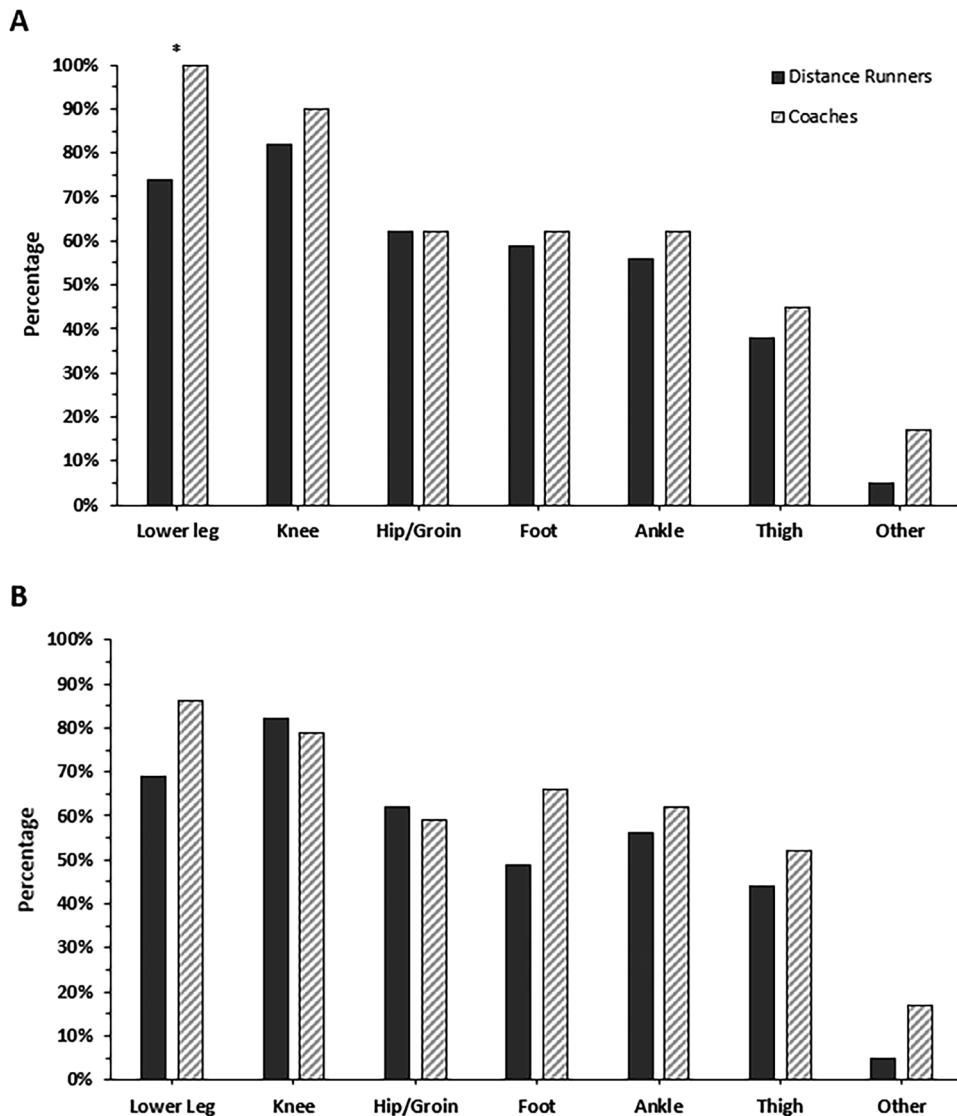 A
*
100%
90%
80%
70%
60%
50%
40%
30%
20%
10%
0%
Percentage
Distance Runners
Coaches
Lower leg Knee Hip/Groin Foot Ankle Thigh Other
B
100%
90%
80%
70%
60%
50%
40%
30%
20%
10%
0%
Percentage
Lower Leg Knee Hip/Groin Foot Ankle Thigh Other